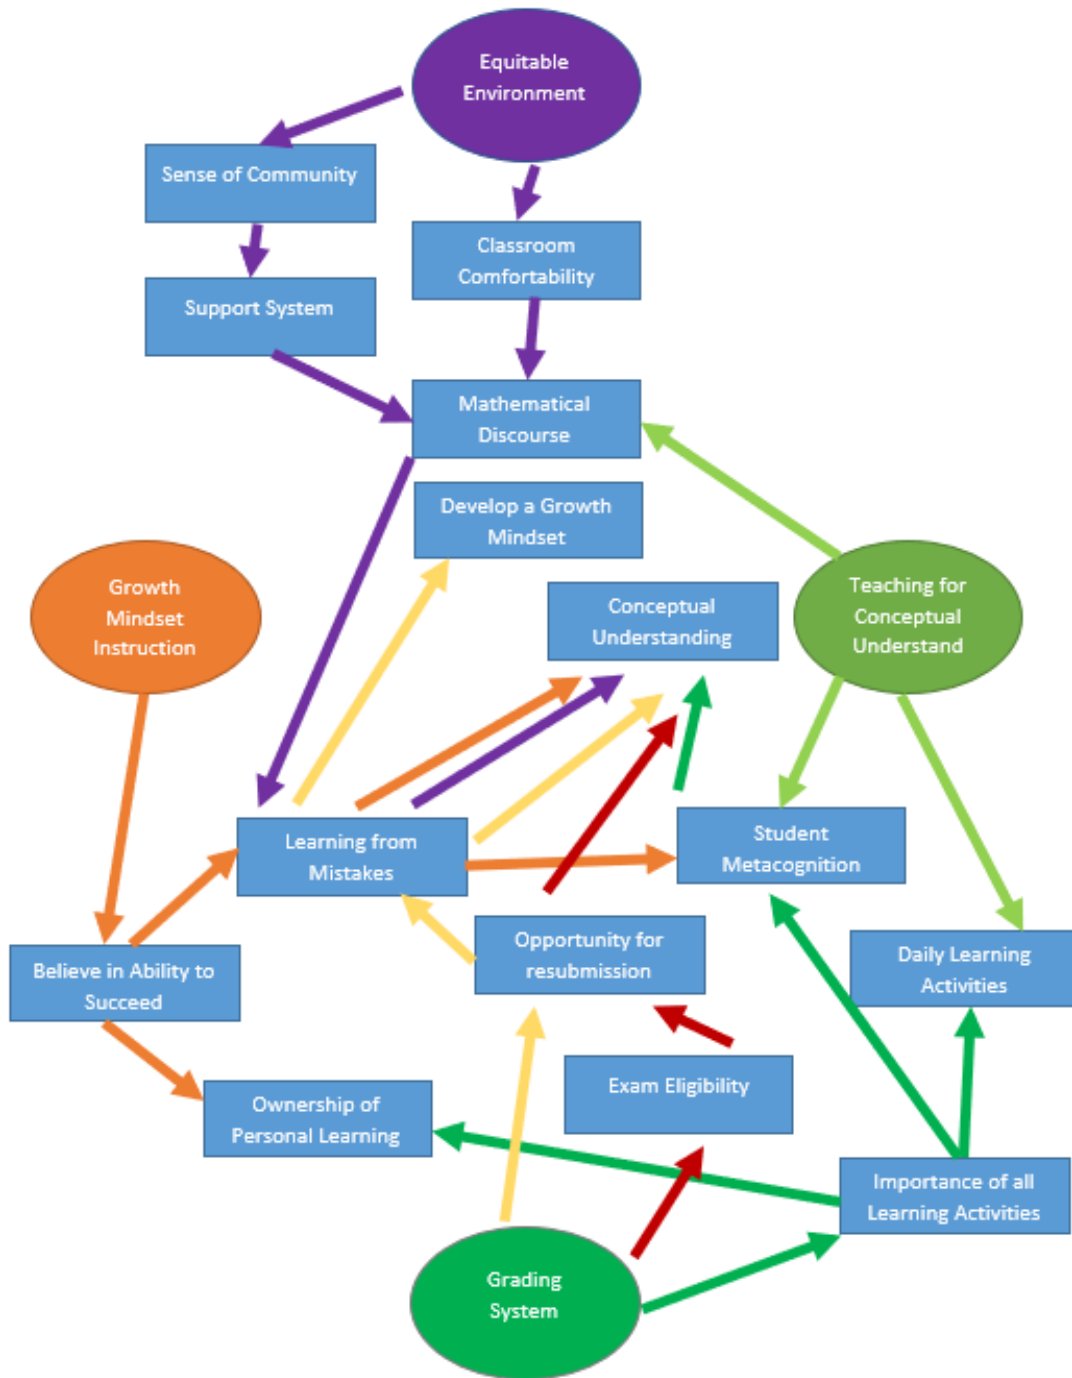 Equitable
Environment
Sense of Community
Classroom
Comfortability
Support System
Mathematical
Discourse
Develop a Growth
Mindset
Growth
Mindset
Instruction
Conceptual
Understanding
Teaching for
Conceptual
Understand
Learning from
Mistakes
Student
Metacognition
Opportunity for
resubmission
Daily Learning
Activities
Believe in Ability to
Succeed
Exam Eligibility
Ownership of
Personal Learning
Importance of all
Learning Activities
Grading
System